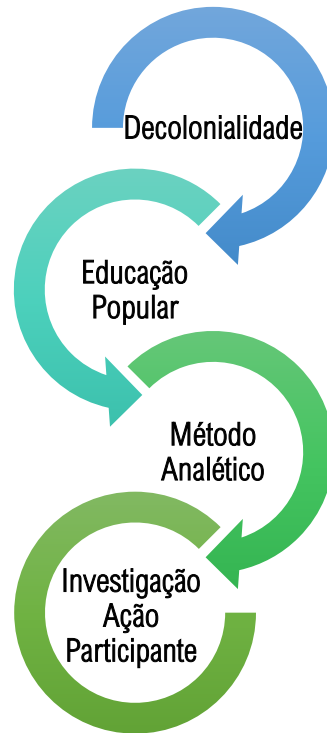 Decolonialidade
Educação
Popular
Método
Analético
Investigação
Ação
Participante